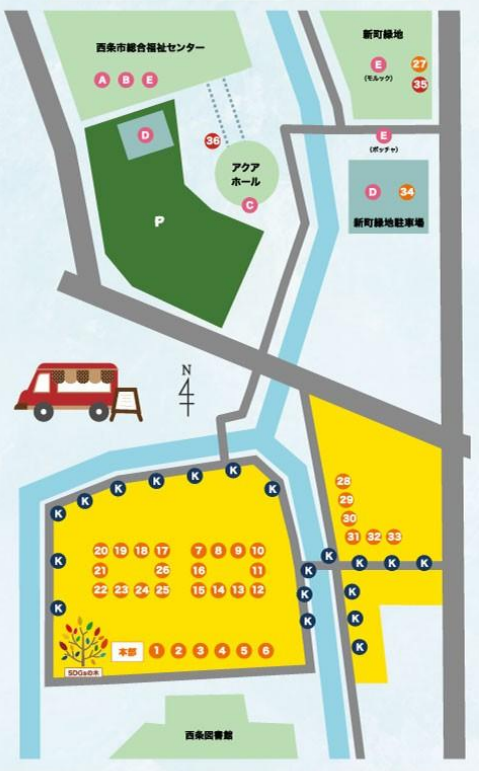 西条市総合福祉センター
A B E
新町緑地
E
(モルック)
27
35
D
36
E
(ボッチャ)
アクア
ホール
C
P
D 34
新町緑地駐車場
N
28
29
30
31 32 33
K K K K K K
K
K
K
K K K K
K K K
K K
K
K
20 19 18 17 7 8 9 10
21 26 16 11
22 23 24 25 15 14 13 12
本部 1 2 3 4 5 6
SDGsの木
西条図書館